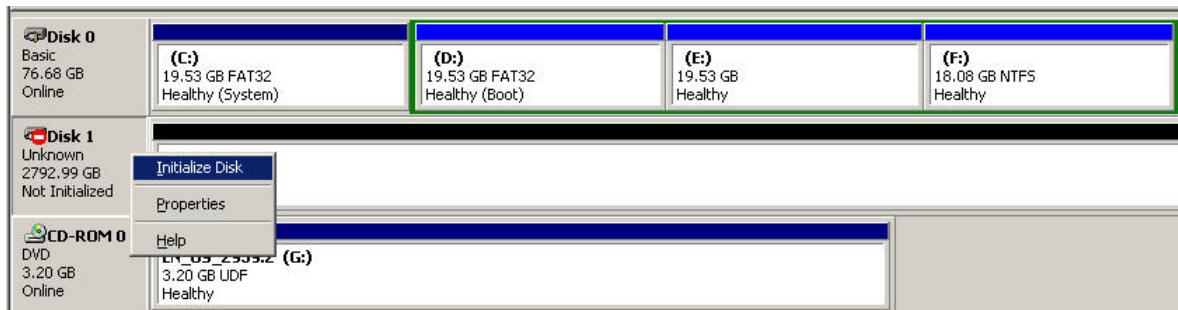 Disk 0
Basic
76.68 GB
Online
(C:)
19.53 GB FAT32
Healthy (System)
(D:)
19.53 GB FAT32
Healthy (Boot)
(E:)
19.53 GB
Healthy
(F:)
18.08 GB NTFS
Healthy
Disk 1
Unknown
2792.99 GB
Not Initialized
Initialize Disk
Properties
Help
CD-ROM 0
DVD
3.20 GB
Online
(G:)
3.20 GB UDF
Healthy